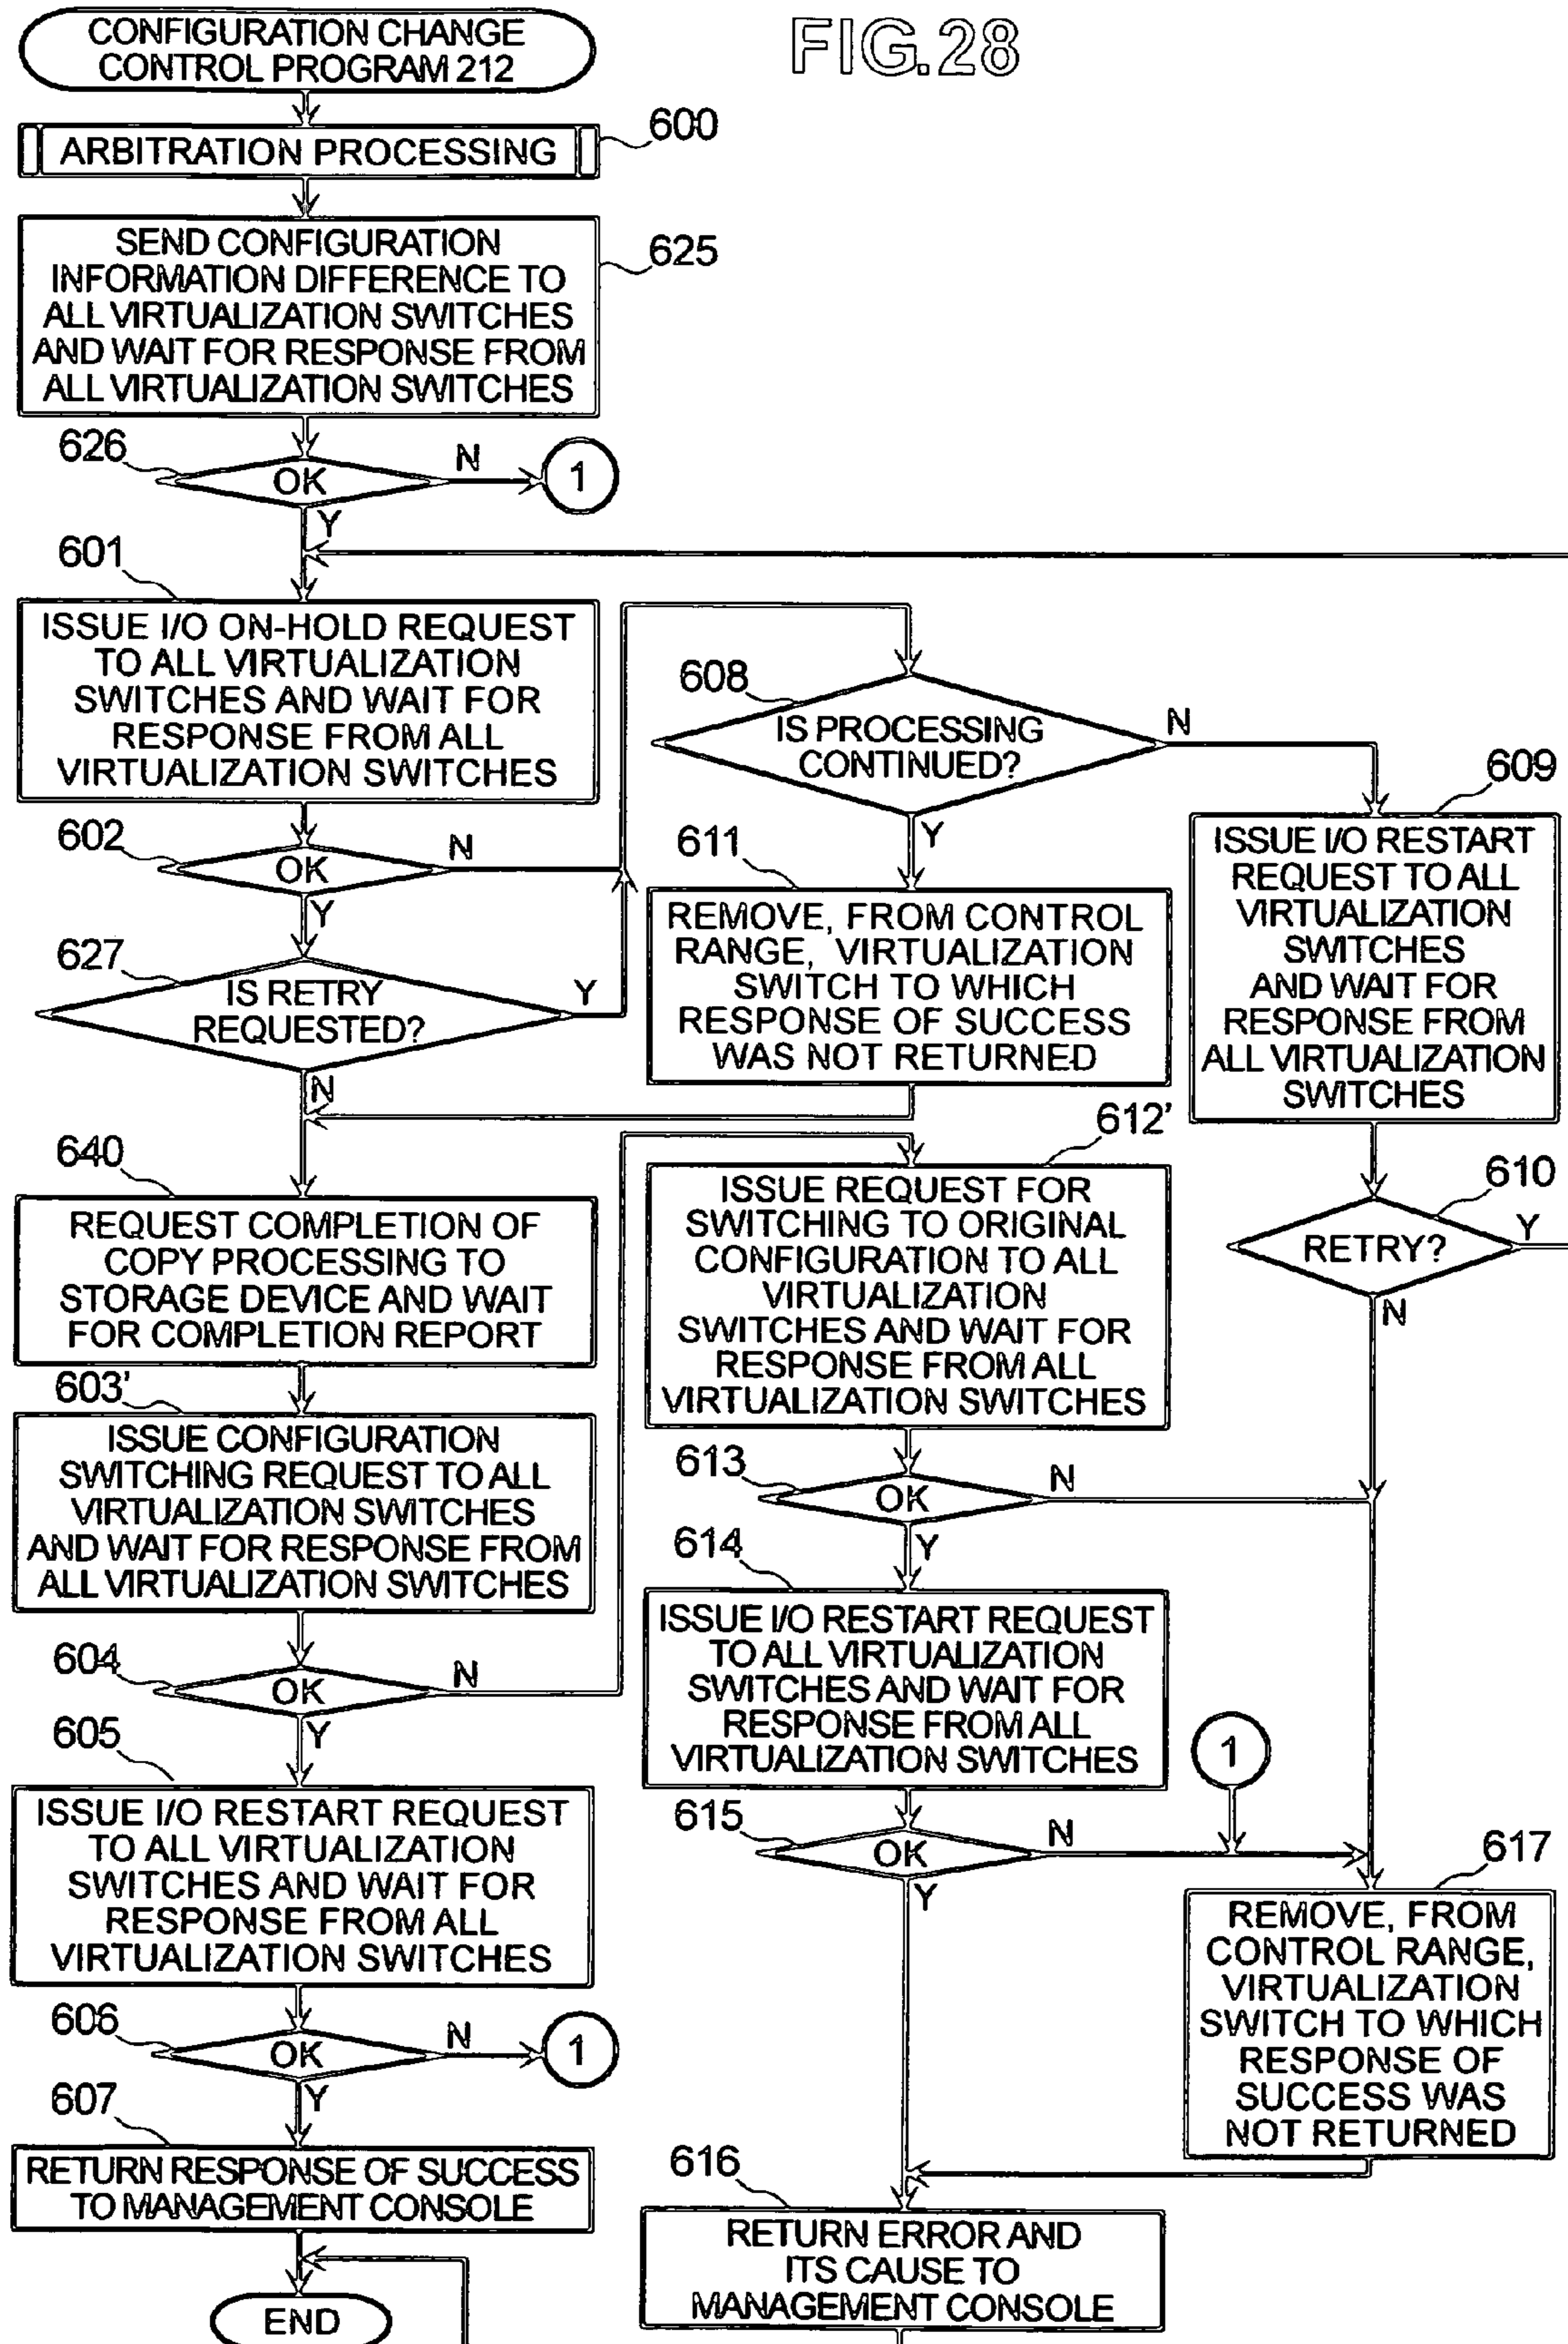 FIG.28
CONFIGURATION CHANGE
CONTROL PROGRAM 212
ARBITRATION PROCESSING
600
SEND CONFIGURATION
INFORMATION DIFFERENCE TO
ALL VIRTUALIZATION SWITCHES
AND WAIT FOR RESPONSE FROM
ALL VIRTUALIZATION SWITCHES
625
626
OK
N
1
Y
601
ISSUE I/O ON-HOLD REQUEST
TO ALL VIRTUALIZATION
SWITCHES AND WAIT FOR
RESPONSE FROM ALL
VIRTUALIZATION SWITCHES
602
OK
N
Y
627
IS RETRY
REQUESTED?
Y
N
640
REQUEST COMPLETION OF
COPY PROCESSING TO
STORAGE DEVICE AND WAIT
FOR COMPLETION REPORT
603'
ISSUE CONFIGURATION
SWITCHING REQUEST TO ALL
VIRTUALIZATION SWITCHES
AND WAIT FOR RESPONSE FROM
ALL VIRTUALIZATION SWITCHES
604
OK
N
Y
605
ISSUE I/O RESTART REQUEST
TO ALL VIRTUALIZATION
SWITCHES AND WAIT FOR
RESPONSE FROM ALL
VIRTUALIZATION SWITCHES
606
OK
N
1
Y
607
RETURN RESPONSE OF SUCCESS
TO MANAGEMENT CONSOLE
END
608
IS PROCESSING
CONTINUED?
N
Y
611
REMOVE, FROM CONTROL
RANGE, VIRTUALIZATION
SWITCH TO WHICH
RESPONSE OF SUCCESS
WAS NOT RETURNED
612'
ISSUE REQUEST FOR
SWITCHING TO ORIGINAL
CONFIGURATION TO ALL
VIRTUALIZATION
SWITCHES AND WAIT FOR
RESPONSE FROM ALL
VIRTUALIZATION SWITCHES
613
OK
N
Y
614
ISSUE I/O RESTART REQUEST
TO ALL VIRTUALIZATION
SWITCHES AND WAIT FOR
RESPONSE FROM ALL
VIRTUALIZATION SWITCHES
615
OK
N
1
Y
616
RETURN ERROR AND
ITS CAUSE TO
MANAGEMENT CONSOLE
609
ISSUE I/O RESTART
REQUEST TO ALL
VIRTUALIZATION
SWITCHES
AND WAIT FOR
RESPONSE FROM
ALL VIRTUALIZATION
SWITCHES
610
RETRY?
Y
N
617
REMOVE, FROM
CONTROL RANGE,
VIRTUALIZATION
SWITCH TO WHICH
RESPONSE OF
SUCCESS WAS
NOT RETURNED